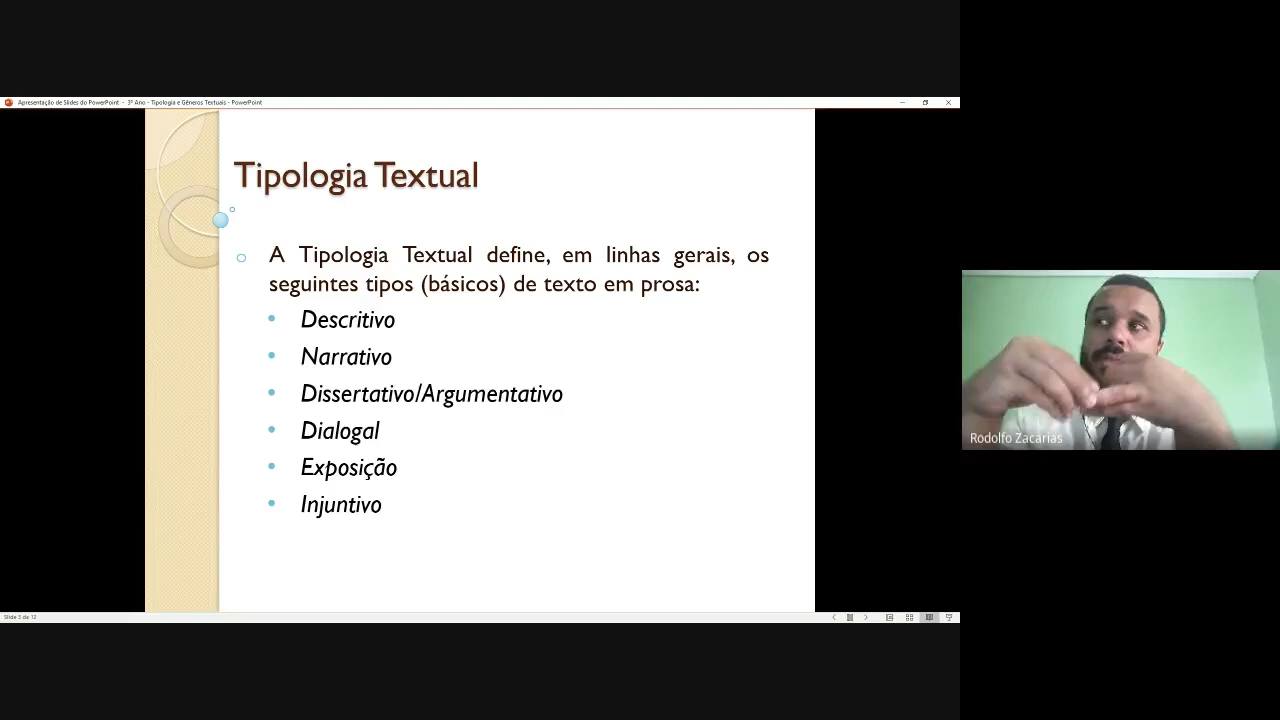 Apresentação de Slides do PowerPoint - 3º Ano - Tipologia e Gêneros Textuais - PowerPoint
Tipologia Textual
A Tipologia Textual define, em linhas gerais, os
seguintes tipos (básicos) de texto em prosa:
Descritivo
Narrativo
Dissertativo/Argumentativo
Dialogal
Exposição
Injuntivo
Rodolfo Zacarias
Slide 3 de 12